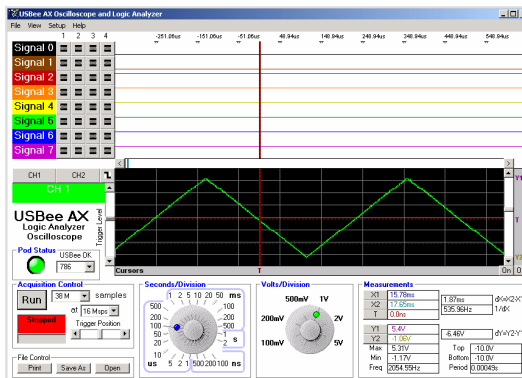 USBee AX Oscilloscope and Logic Analyzer
File View Setup Help
1 2 3 4
-251.06us -151.06us -51.06us 48.94us 148.94us 248.94us 348.94us 448.94us 548.94us
Signal 0
Signal 1
Signal 2
Signal 3
Signal 4
Signal 5
Signal 6
Signal 7
CH1 CH2
CH 1
Y1
T
Y2
USBee AX
Logic Analyzer
Oscilloscope
Trigger Level
Pod Status
USBee DK
786
Cursors T On 0
Acquisition Control
Run 38 M samples
at 16 Msps
Stopped
Trigger Position
File Control
Print Save As Open
Seconds/Division
1 2 5 10 20 50 ms
500
200
100
50
20
10
100
200
500
1
2
s
us 5 2 1 500 200 100 ns
Volts/Division
500mV 1V
200mV 2V
100mV 5V
Measurements
X1 15.78ms
X2 17.65ms
T 0.0ns
1.87ms dX=X2-X1
535.96Hz 1/dX
Y1 5.4V
Y2 -1.06V
-6.46V dY=Y2-Y1
Max 5.31V Top -10.0V
Min -1.17V Bottom -10.0V
Freq 2054.55Hz Period 0.00049s